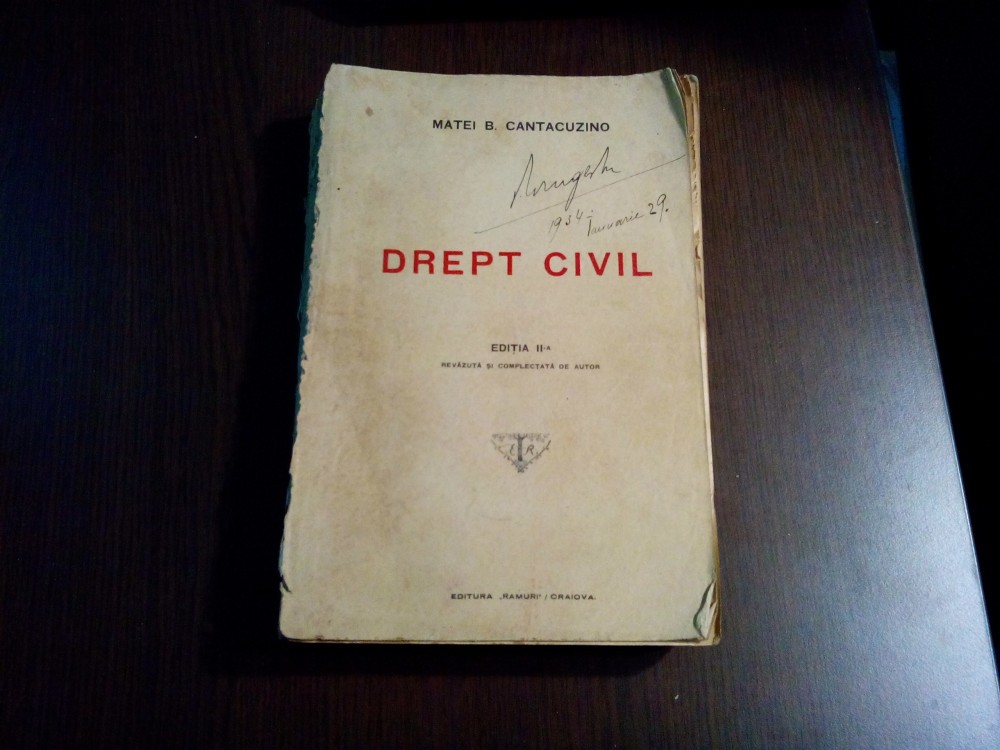 MATEI B. CANTACUZINO
1934 -
Ianuarie 29.
DREPT CIVIL
EDIȚIA II-A
REVĂZUTĂ ȘI COMPLECTATĂ DE AUTOR
E R
EDITURA „RAMURI" / CRAIOVA.